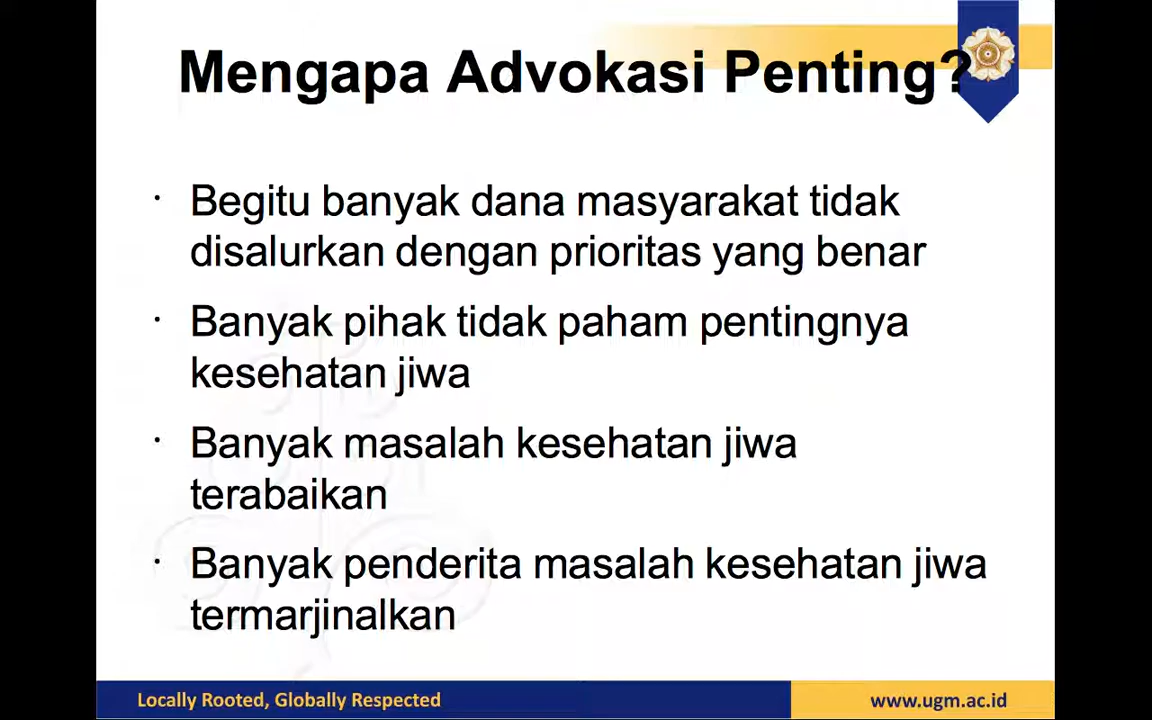 Mengapa Advokasi Penting?
· Begitu banyak dana masyarakat tidak
disalurkan dengan prioritas yang benar
· Banyak pihak tidak paham pentingnya
kesehatan jiwa
· Banyak masalah kesehatan jiwa
terabaikan
· Banyak penderita masalah kesehatan jiwa
termarjinalkan
Locally Rooted, Globally Respected
www.ugm.ac.id